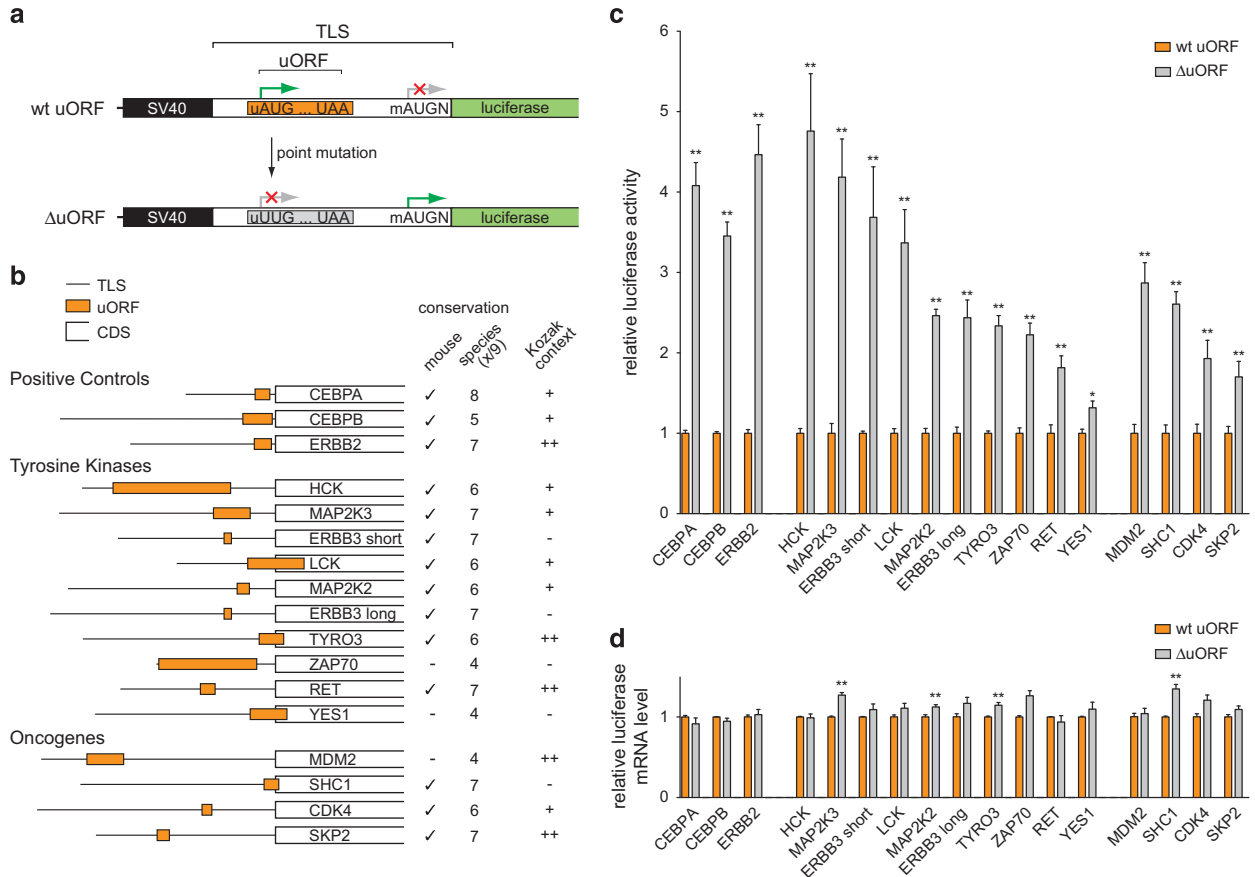 a
TLS
uORF
wt uORF
SV40
uAUG ... UAA
mAUGN
luciferase
point mutation
ΔuORF
SV40
uUUG ... UAA
mAUGN
luciferase
b
TLS
uORF
CDS
conservation
mouse
species (x/9)
Kozak context
Positive Controls
CEBPA ✓ 8 +
CEBPB ✓ 5 +
ERBB2 ✓ 7 ++
Tyrosine Kinases
HCK ✓ 6 +
MAP2K3 ✓ 7 +
ERBB3 short ✓ 7 -
LCK ✓ 6 +
MAP2K2 ✓ 6 +
ERBB3 long ✓ 7 -
TYRO3 ✓ 6 ++
ZAP70 - 4 -
RET ✓ 7 ++
YES1 - 4 -
Oncogenes
MDM2 - 4 ++
SHC1 ✓ 7 -
CDK4 ✓ 6 +
SKP2 ✓ 7 ++
c
relative luciferase activity
6
5
4
3
2
1
0
wt uORF
ΔuORF
** ** ** ** ** ** ** ** ** ** ** ** * ** ** ** **
CEBPA
CEBPB
ERBB2
HCK
MAP2K3
ERBB3 short
LCK
MAP2K2
ERBB3 long
TYRO3
ZAP70
RET
YES1
MDM2
SHC1
CDK4
SKP2
d
relative luciferase
mRNA level
1
0
wt uORF
ΔuORF
** ** ** **
CEBPA
CEBPB
ERBB2
HCK
MAP2K3
ERBB3 short
LCK
MAP2K2
ERBB3 long
TYRO3
ZAP70
RET
YES1
MDM2
SHC1
CDK4
SKP2